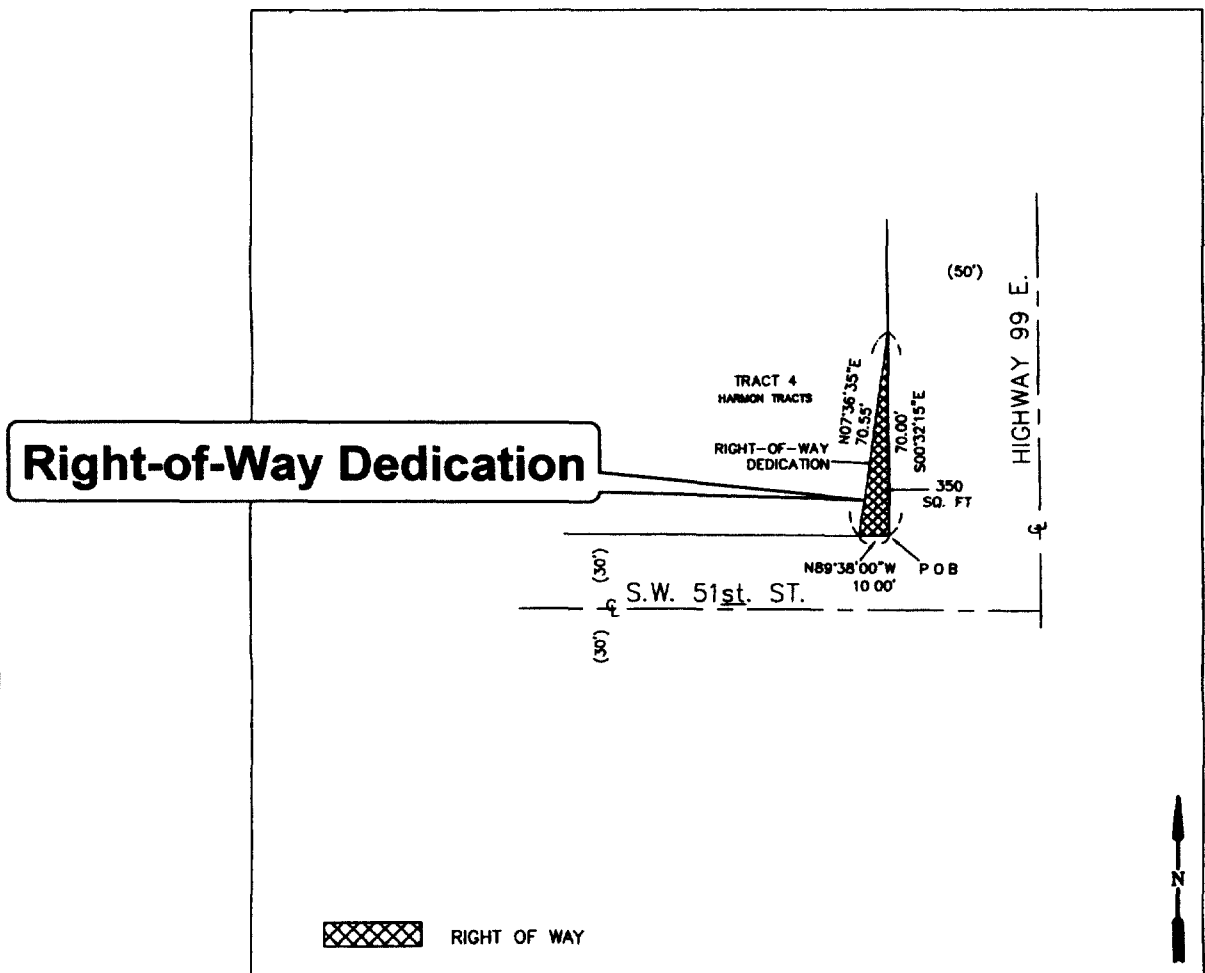 (50')
HIGHWAY 99 E.
TRACT 4
HARMON TRACTS
N07°36'35"E
70.55'
70.00'
S00°32'15"E
RIGHT-OF-WAY
DEDICATION
Right-of-Way Dedication
350
SQ. FT
N89°38'00"W
10 00'
P O B
(30')
S.W. 51st. ST.
(30')
℄
℄
N
RIGHT OF WAY